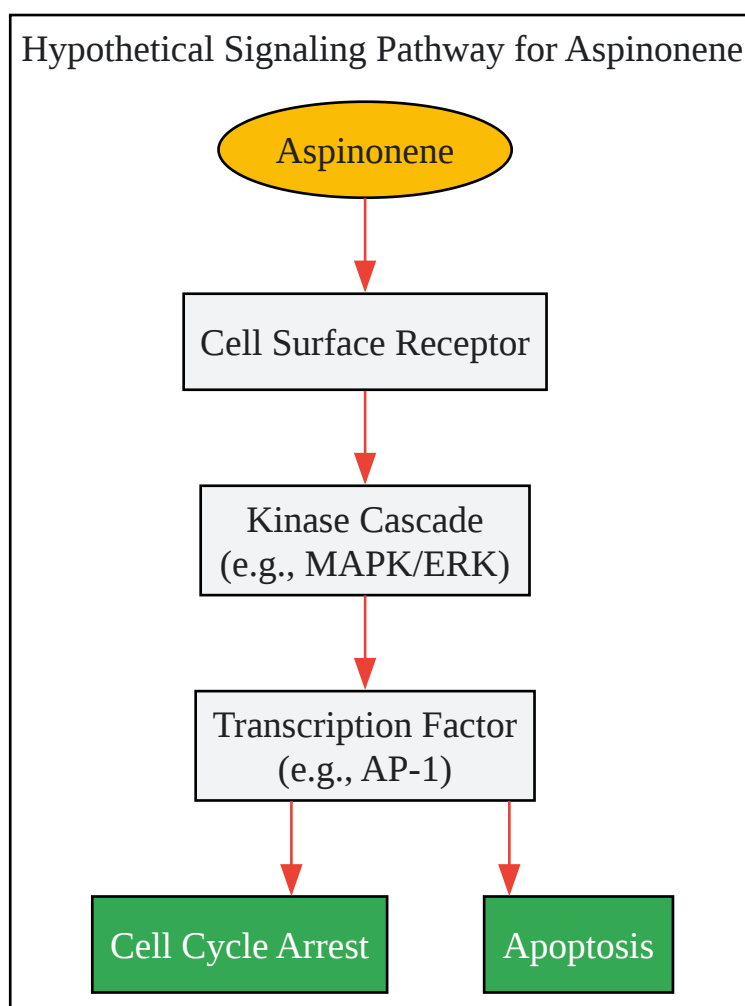 Hypothetical Signaling Pathway for Aspinonene
Aspinonene
Cell Surface Receptor
Kinase Cascade
(e.g., MAPK/ERK)
Transcription Factor
(e.g., AP-1)
Cell Cycle Arrest
Apoptosis